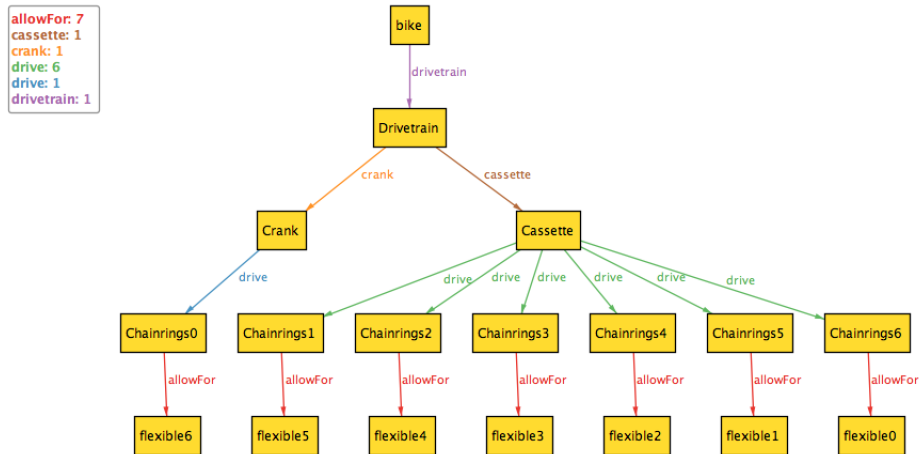 allowFor: 7
cassette: 1
crank: 1
drive: 6
drive: 1
drivetrain: 1
bike
drivetrain
Drivetrain
crank
cassette
Crank
Cassette
drive
drive
drive
drive
drive
drive
drive
Chainrings0
Chainrings1
Chainrings2
Chainrings3
Chainrings4
Chainrings5
Chainrings6
allowFor
allowFor
allowFor
allowFor
allowFor
allowFor
allowFor
flexible6
flexible5
flexible4
flexible3
flexible2
flexible1
flexible0